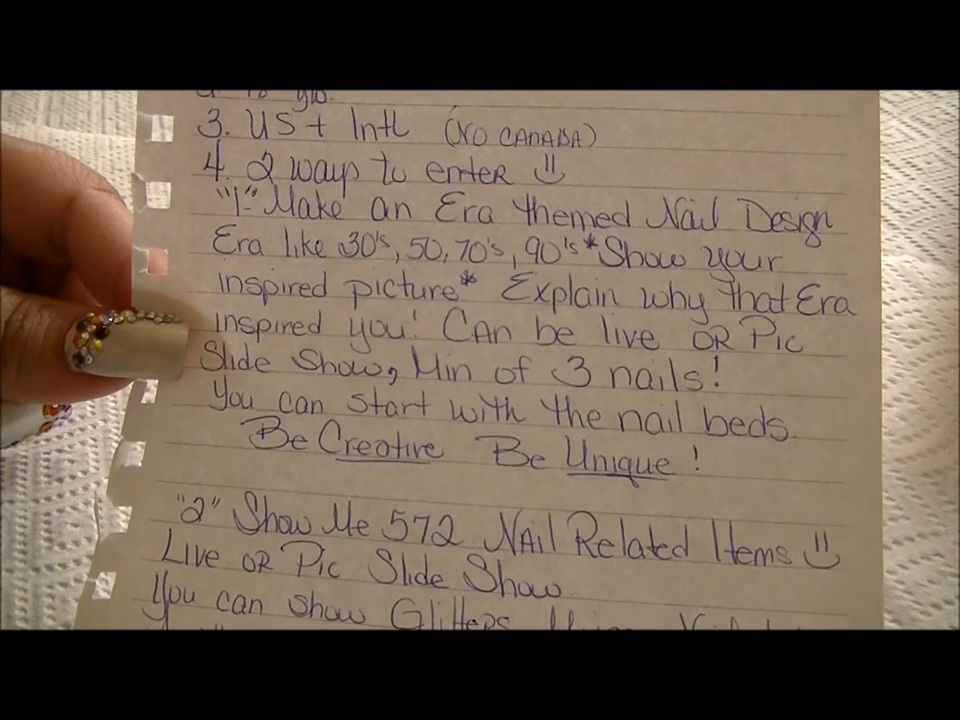 3. US + Intl (NO CANADA)
4. 2 ways to enter
"1" Make an Era themed Nail Design
Era like 30's, 50, 70's, 90's *Show your
inspired picture* Explain why that Era
inspired you! CAn be live OR Pic
Slide Show, Min of 3 nails!
You can start with the nail beds.
Be Creative Be Unique!
"2" Show Me 572 NAil Related Items
Live OR Pic Slide Show
You can show Glitters,